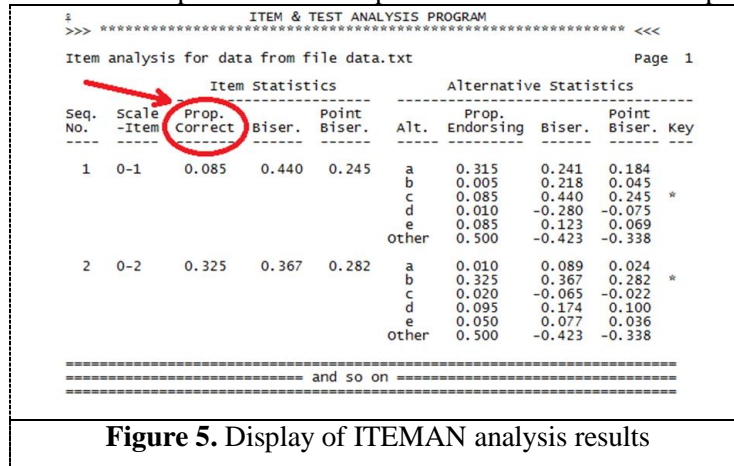 ITEM & TEST ANALYSIS PROGRAM
>>> ****************************************************************** <<<
Item analysis for data from file data.txt Page 1
Item Statistics Alternative Statistics
Seq. No. Scale -Item Prop. Correct Biser. Point Biser. Alt. Prop. Endorsing Biser. Point Biser. Key
1 0-1 0.085 0.440 0.245 a 0.315 0.241 0.184
b 0.005 0.218 0.045
c 0.085 0.440 0.245 *
d 0.010 -0.280 -0.075
e 0.085 0.123 0.069
Other 0.500 -0.423 -0.338
2 0-2 0.325 0.367 0.282 a 0.010 0.089 0.024
b 0.325 0.367 0.282 *
c 0.020 -0.065 -0.022
d 0.095 0.174 0.100
e 0.050 0.077 0.036
Other 0.500 -0.423 -0.338
and so on
Figure 5. Display of ITEMAN analysis results